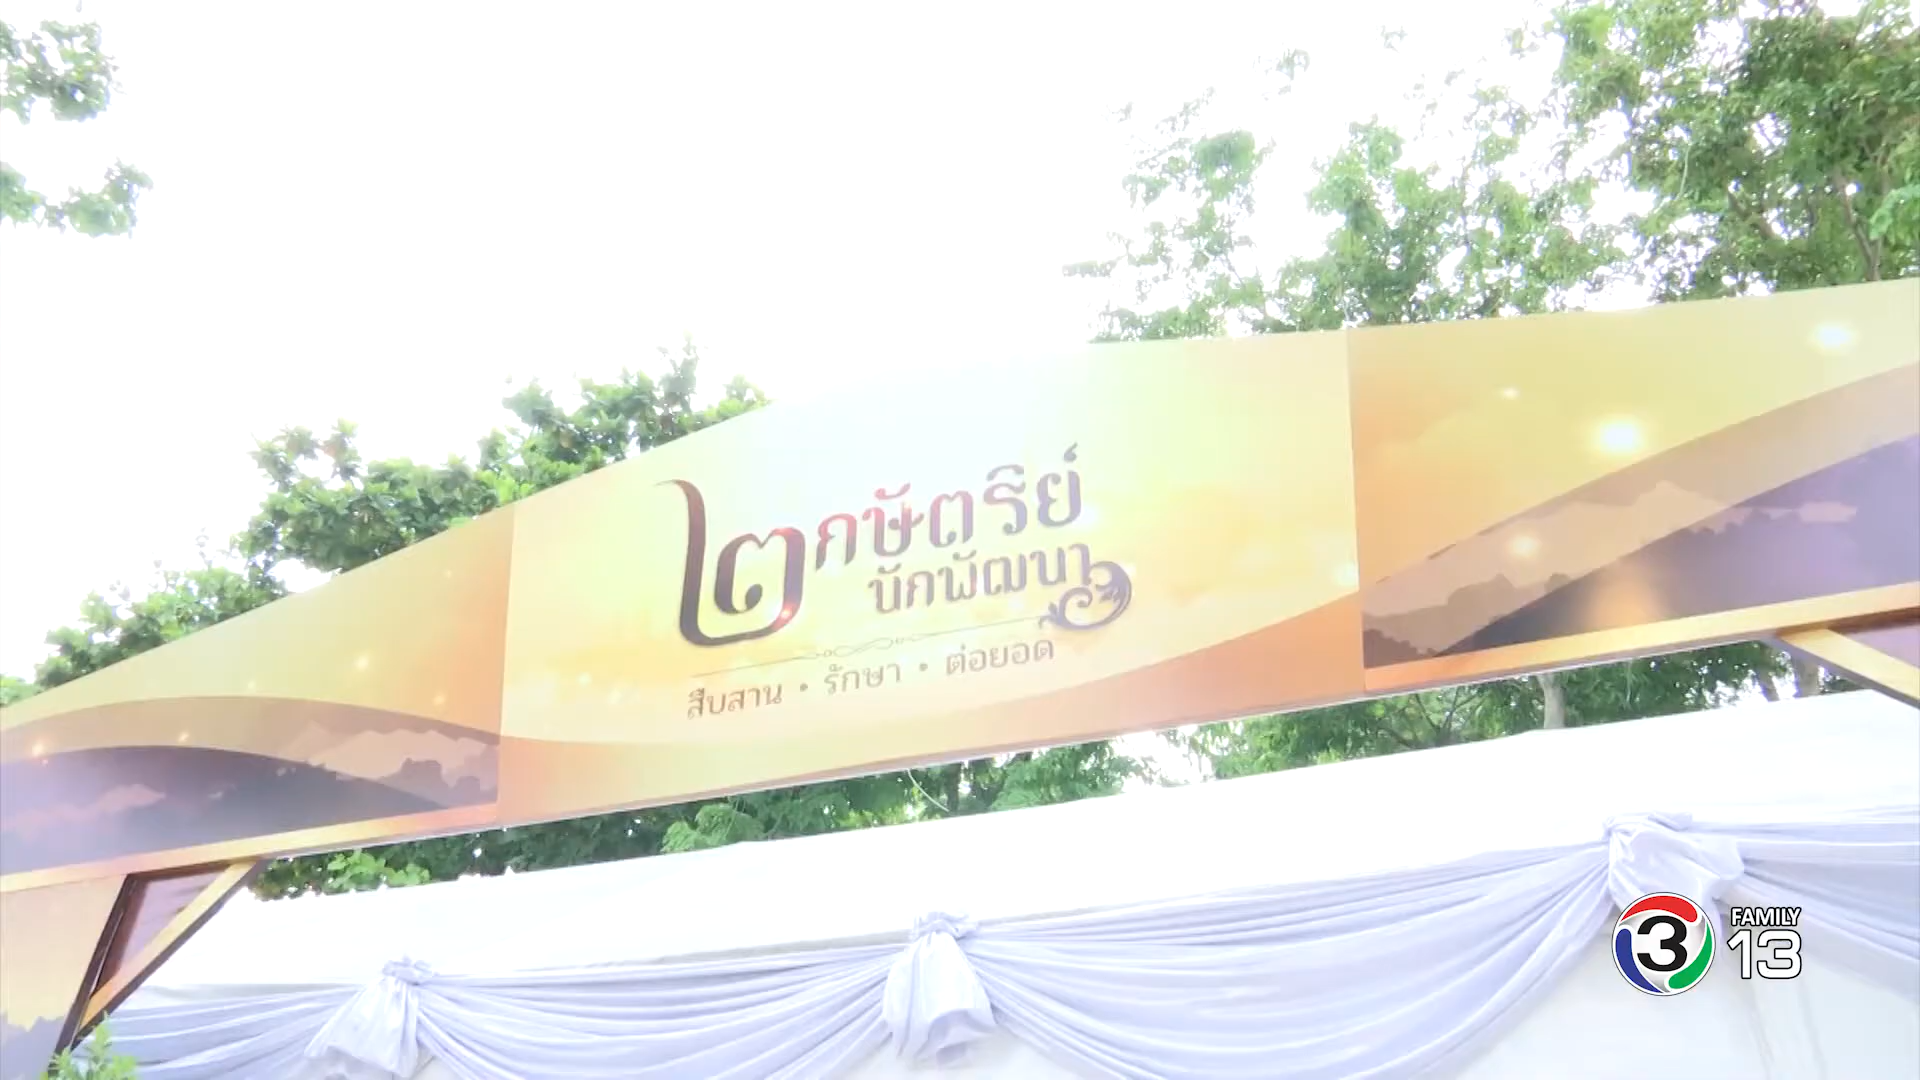 ๒ กษัตริย์
นักพัฒนา
สืบสาน • รักษา • ต่อยอด
3
FAMILY
13